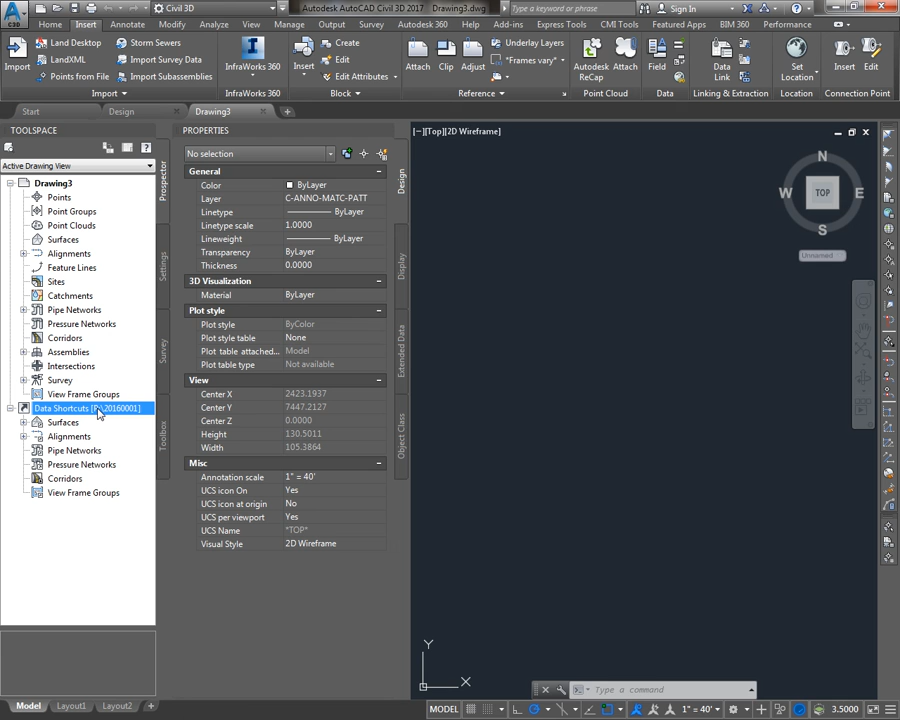 Civil 3D
Autodesk AutoCAD Civil 3D 2017 Drawing3.dwg
Type a keyword or phrase
Sign In
Home Insert Annotate Modify Analyze View Manage Output Survey Autodesk 360 Help Add-ins Express Tools CMI Tools Featured Apps BIM 360 Performance
Import
Land Desktop
LandXML
Points from File
Storm Sewers
Import Survey Data
Import Subassemblies
Import
InfraWorks 360
InfraWorks 360
Insert
Create
Edit
Edit Attributes
Block
Attach
Clip
Adjust
Underlay Layers
*Frames vary*
Reference
Autodesk ReCap
Attach
Point Cloud
Field
Data
Data Link
Linking & Extraction
Set Location
Location
Insert
Edit
Connection Point
Start
Design
Drawing3
TOOLSPACE
Active Drawing View
Drawing3
Points
Point Groups
Point Clouds
Surfaces
Alignments
Feature Lines
Sites
Catchments
Pipe Networks
Pressure Networks
Corridors
Assemblies
Intersections
Survey
View Frame Groups
Surfaces
Alignments
Pipe Networks
Pressure Networks
Corridors
View Frame Groups
Prospector
Settings
Survey
Toolbox
PROPERTIES
No selection
General
Color ByLayer
Layer C-ANNO-MATC-PATT
Linetype ByLayer
Linetype scale 1.0000
Lineweight ByLayer
Transparency ByLayer
Thickness 0.0000
3D Visualization
Material ByLayer
Plot style
Plot style ByColor
Plot style table None
Plot table attached... Model
Plot table type Not available
View
Center X 2423.1937
Center Y 7447.2127
Center Z 0.0000
Height 130.5011
Width 105.3864
Misc
Annotation scale 1" = 40'
UCS icon On Yes
UCS icon at origin No
UCS per viewport Yes
UCS Name *TOP*
Visual Style 2D Wireframe
Design
Display
Extended Data
Object Class
[−][Top][2D Wireframe]
N
W TOP E
S
Unnamed
Y
X
Type a command
Model Layout1 Layout2 +
MODEL
1" = 40'
3.5000